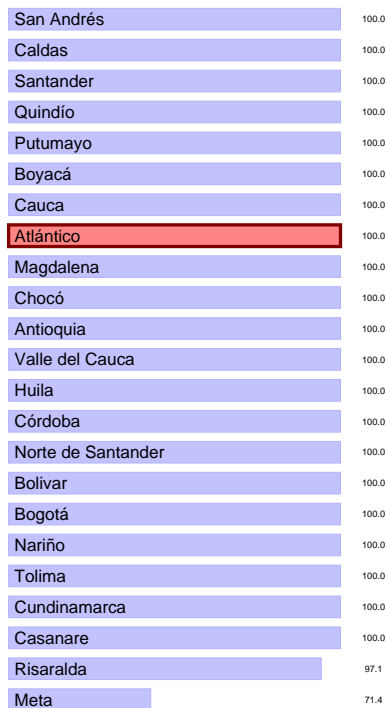 San Andrés 100.0
Caldas 100.0
Santander 100.0
Quindío 100.0
Putumayo 100.0
Boyacá 100.0
Cauca 100.0
Atlántico 100.0
Magdalena 100.0
Chocó 100.0
Antioquia 100.0
Valle del Cauca 100.0
Huila 100.0
Córdoba 100.0
Norte de Santander 100.0
Bolivar 100.0
Bogotá 100.0
Nariño 100.0
Tolima 100.0
Cundinamarca 100.0
Casanare 100.0
Risaralda 97.1
Meta 71.4